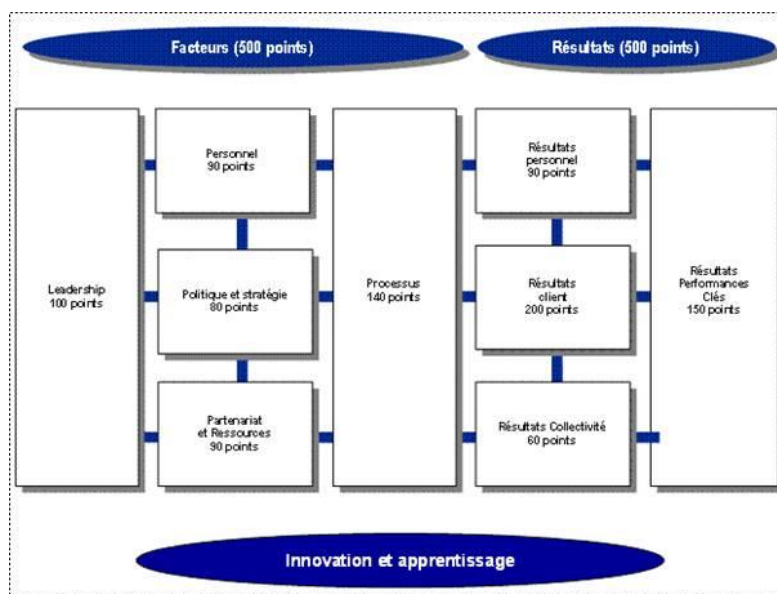 Facteurs (500 points)
Résultats (500 points)
Leadership
100 points
Personnel
90 points
Politique et stratégie
80 points
Partenariat
et Ressources
90 points
Processus
140 points
Résultats
personnel
90 points
Résultats
client
200 points
Résultats Collectivité
60 points
Résultats
Performances
Clés
150 points
Innovation et apprentissage